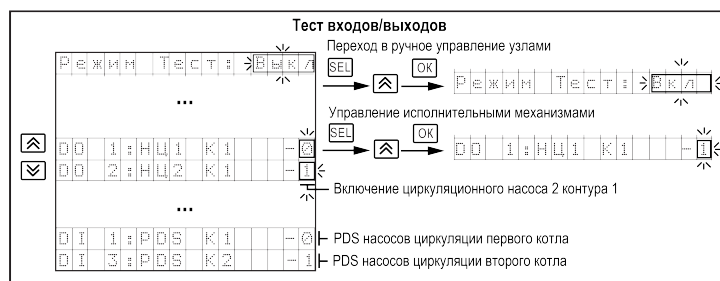 Тест входов/выходов
Переход в ручное управление узлами
Режим Тест: Выкл
SEL
OK
Режим Тест: Вкл
...
Управление исполнительными механизмами
SEL
OK
DO 1:НЦ1 К1 -0
DO 1:НЦ1 К1 -1
DO 2:НЦ2 К1 -1
Включение циркуляционного насоса 2 контура 1
...
DI 1:PDS К1 -0
PDS насосов циркуляции первого котла
DI 3:PDS К2 -1
PDS насосов циркуляции второго котла